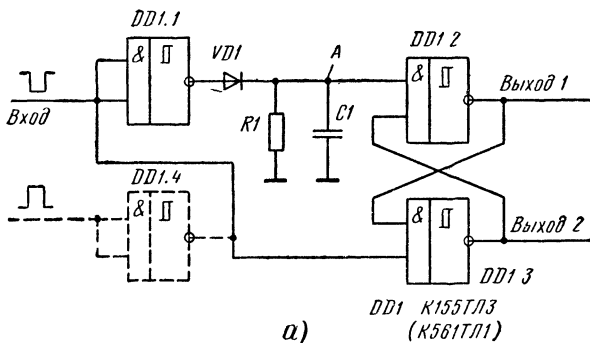 DD1.1
&
VD1
A
DD1 2
&
Выход 1
Вход
R1
C1
DD1.4
&
&
Выход 2
DD1 3
DD1 К155ТЛ3
(К561ТЛ1)
а)